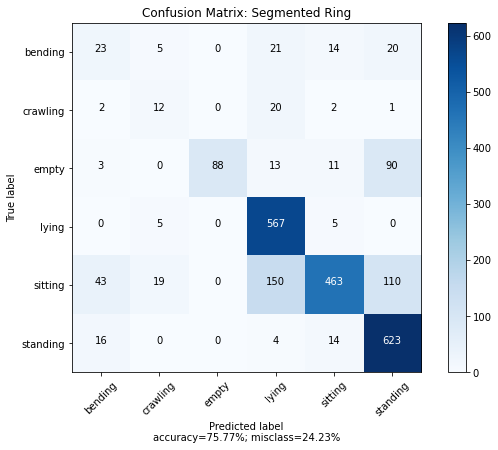 Confusion Matrix: Segmented Ring
True label
bending 23 5 0 21 14 20
crawling 2 12 0 20 2 1
empty 3 0 88 13 11 90
lying 0 5 0 567 5 0
sitting 43 19 0 150 463 110
standing 16 0 0 4 14 623
bending crawling empty lying sitting standing
Predicted label
accuracy=75.77%; misclass=24.23%
600
500
400
300
200
100
0